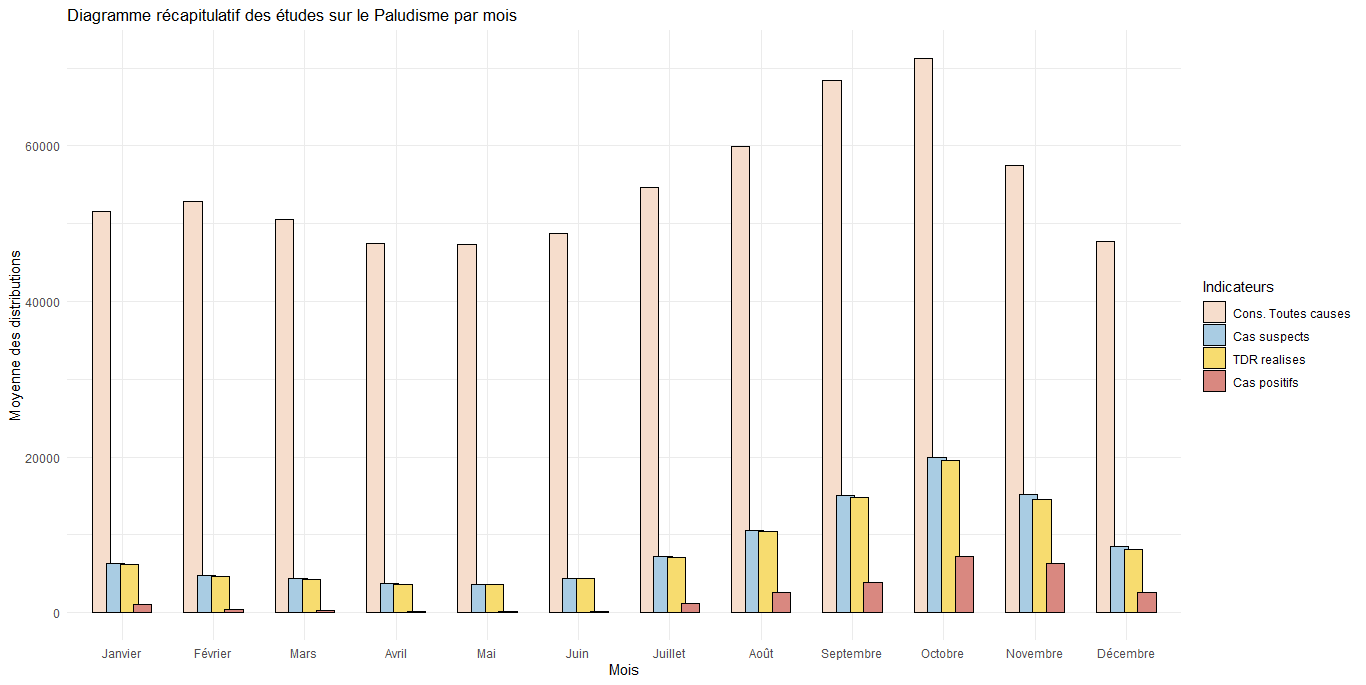 Diagramme récapitulatif des études sur le Paludisme par mois
Moyenne des distributions
60000
40000
20000
0
Janvier
Février
Mars
Avril
Mai
Juin
Juillet
Août
Septembre
Octobre
Novembre
Décembre
Mois
Indicateurs
Cons. Toutes causes
Cas suspects
TDR realises
Cas positifs